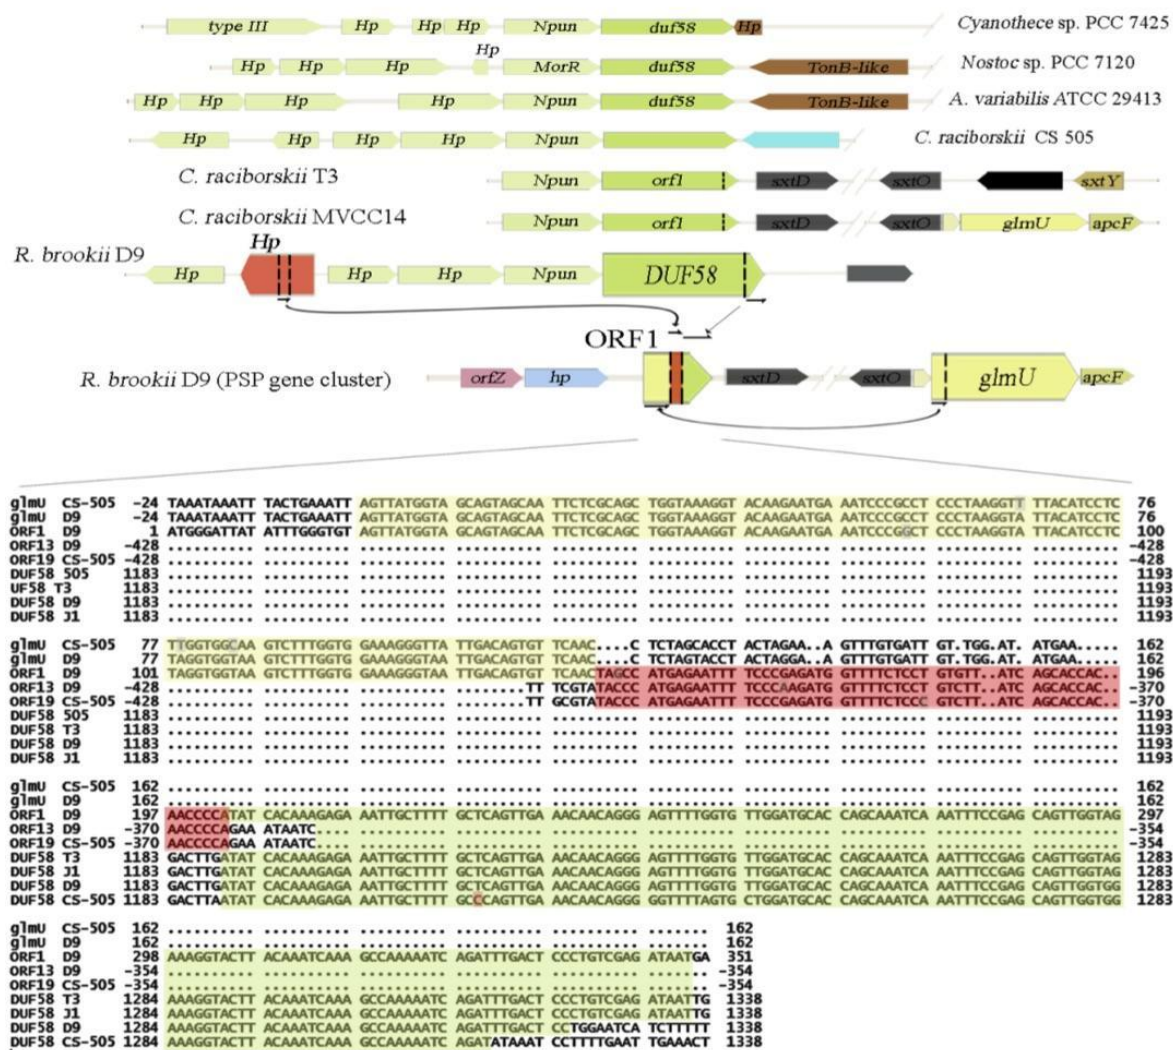 type III Hp Hp Hp Npun duf58 Hp Cyanothece sp. PCC 7425
Hp
Hp Hp Hp MorR duf58 TonB-like Nostoc sp. PCC 7120
Hp Hp Hp Hp Npun duf58 TonB-like A. variabilis ATCC 29413
Hp Hp Hp Hp Npun duf58 C. raciborskii CS 505
C. raciborskii T3 Npun orf1 sxtD sxtO sxtY
C. raciborskii MVCC14 Npun orf1 sxtD sxtO glmU apcF
R. brookii D9 Hp
Hp Hp Hp Npun DUF58
ORF1
R. brookii D9 (PSP gene cluster) orfZ hp sxtD sxtO glmU apcF
glmU CS-505 -24 TAAATAAATT TACTGAAATT AGTTATGGTA GCAGTAGCAA TTCTCGCAGC TGGTAAAGGT ACAAGAATGA AATCCCGCCT CCCTAAGGTT TTACATCCTC 76
glmU D9 -24 TAAATAAATT TACTGAAATT AGTTATGGTA GCAGTAGCAA TTCTCGCAGC TGGTAAAGGT ACAAGAATGA AATCCCGCCT CCCTAAGGTA TTACATCCTC 76
ORF1 D9 1 ATGGGATTAT ATTTGGGTGT AGTTATGGTA GCAGTAGCAA TTCTCGCAGC TGGTAAAGGT ACAAGAATGA AATCCCGGCT CCCTAAGGTA TTACATCCTC 100
ORF13 D9 -428 .......... .......... .......... .......... .......... .......... .......... .......... .......... .......... -428
ORF19 CS-505 -428 .......... .......... .......... .......... .......... .......... .......... .......... .......... .......... -428
DUF58 505 1183 .......... .......... .......... .......... .......... .......... .......... .......... .......... .......... 1193
UF58 T3 1183 .......... .......... .......... .......... .......... .......... .......... .......... .......... .......... 1193
DUF58 D9 1183 .......... .......... .......... .......... .......... .......... .......... .......... .......... .......... 1193
DUF58 J1 1183 .......... .......... .......... .......... .......... .......... .......... .......... .......... .......... 1193
glmU CS-505 77 TTGGTGGCAA GTCTTTGGTG GAAAGGGTTA TTGACAGTGT TCAAC....C TCTAGCACCT ACTAGAA..A GTTTGTGATT GT.TGG.AT. ATGAA..... 162
glmU D9 77 TAGGTGGTAA GTCTTTGGTG GAAAGGGTAA TTGACAGTGT TCAAC....C TCTAGTACCT ACTAGGA..A GTTTGTGATT GT.TGG.AT. ATGAA..... 162
ORF1 D9 101 TAGGTGGTAA GTCTTTGGTG GAAAGGGTAA TTGACAGTGT TCAACTAGCC ATGAGAATTT TCCCGAGATG GTTTTCTCCT GTGTT..ATC AGCACCAC.. 196
ORF13 D9 -428 .......... .......... .......... ........TT TCGTATACCC ATGAGAATTT TCCCGAAGATGG GTTTTCTCCT GTCTT..ATC AGCACCAC.. -370
ORF19 CS-505 -428 .......... .......... .......... ........TT GCGTATACCC ATGAGAATTT TCCCGAGATG GTTTTCTCCC GTCTT..ATC AGCACCAC.. -370
DUF58 505 1183 .......... .......... .......... .......... .......... .......... .......... .......... .......... .......... 1193
DUF58 T3 1183 .......... .......... .......... .......... .......... .......... .......... .......... .......... .......... 1193
DUF58 D9 1183 .......... .......... .......... .......... .......... .......... .......... .......... .......... .......... 1193
DUF58 J1 1183 .......... .......... .......... .......... .......... .......... .......... .......... .......... .......... 1193
glmU CS-505 162 .......... .......... .......... .......... .......... .......... .......... .......... .......... .......... 162
glmU D9 162 .......... .......... .......... .......... .......... .......... .......... .......... .......... .......... 162
ORF1 D9 197 AACCCCATAT CACAAAGAGA AATTGCTTTT GCTCAGTTGA AACAACAGGG AGTTTTGGTG TTGGATGCAC CAGCAAATCA AATTTCCGAG CAGTTGGTAG 297
ORF13 D9 -370 AACCCCAGAA ATAATC.... .......... .......... .......... .......... .......... .......... .......... .......... -354
ORF19 CS-505 -370 AACCCCAGAA ATAATC.... .......... .......... .......... .......... .......... .......... .......... .......... -354
DUF58 T3 1183 GACTTGATAT CACAAAGAGA AATTGCTTTT GCTCAGTTGA AACAACAGGG AGTTTTGGTG TTGGATGCAC CAGCAAATCA AATTTCCGAG CAGTTGGTAG 1283
DUF58 J1 1183 GACTTGATAT CACAAAGAGA AATTGCTTTT GCTCAGTTGA AACAACAGGG AGTTTTGGTG TTGGATGCAC CAGCAAATCA AATTTCCGAG CAGTTGGTAG 1283
DUF58 D9 1183 GACTTGATAT CACAAAGAGA AATTGCTTTT GCTCAGTTGA AACAACAGGG AGTTTTGGTG TTGGATGCAC CAGCAAATCA AATTTCCGAG CAGTTGGTGG 1283
DUF58 CS-505 1183 GACTTAATAT CACAAAGAGA AATTGCTTTT GCCCAGTTGA AACAACAGGG GGTTTTAGTG CTGGATGCAC CAGCAAATCA AATTTCCGAG CAGTTGGTGG 1283
glmU CS-505 162 .......... .......... .......... .......... .......... ....... 162
glmU D9 162 .......... .......... .......... .......... .......... ....... 162
ORF1 D9 298 AAAGGTACTT ACAAATCAAA GCCAAAAATC AGATTTGACT CCCTGTCGAG ATAATGA 351
ORF13 D9 -354 .......... .......... .......... .......... .......... ....... -354
ORF19 CS-505 -354 .......... .......... .......... .......... .......... ....... -354
DUF58 T3 1284 AAAGGTACTT ACAAATCAAA GCCAAAAATC AGATTTGACT CCCTGTCGAG ATAATTG 1338
DUF58 J1 1284 AAAGGTACTT ACAAATCAAA GCCAAAAATC AGATTTGACT CCCTGTCGAG ATAATTG 1338
DUF58 D9 1284 AAAGGTACTT ACAAATCAAA GCCAAAAATC AGATTTGACT CCTGGAATCA TCTTTTT 1338
DUF58 CS-505 1284 AAAGGTACTT ACAAATCAAA GCCAAAAATC AGATATAAAT CCTTTTGAAT TGAAACT 1338